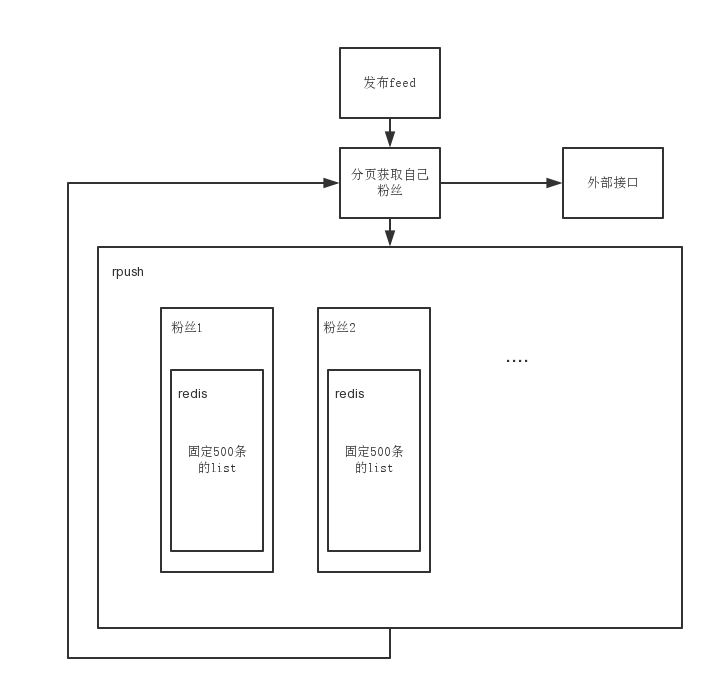 发布feed
分页获取自己
粉丝
外部接口
rpush
粉丝1
粉丝2
....
redis
redis
固定500条
的list
固定500条
的list